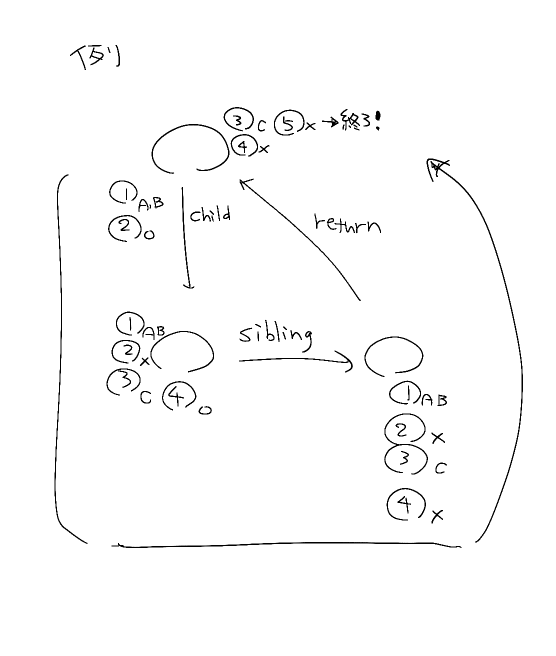 例)
③C ⑤x→終了!
④x
①A,B
②O
child
return
①AB
②x
③C ④O
sibling
①AB
②x
③C
④x